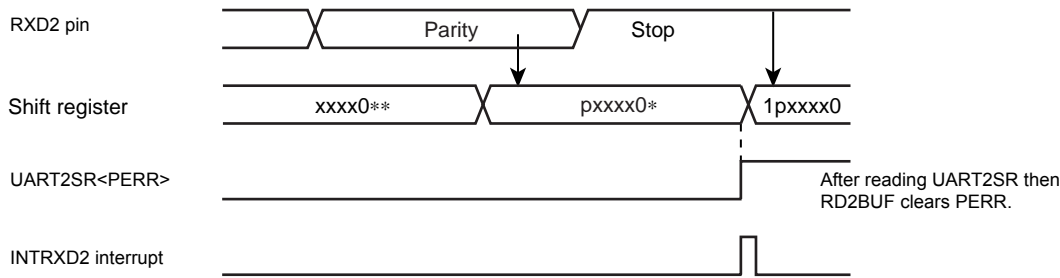 RXD2 pin
Parity
Stop
Shift register
xxxx0**
pxxxx0*
1pxxxx0
UART2SR<PERR>
After reading UART2SR then
RD2BUF clears PERR.
INTRXD2 interrupt